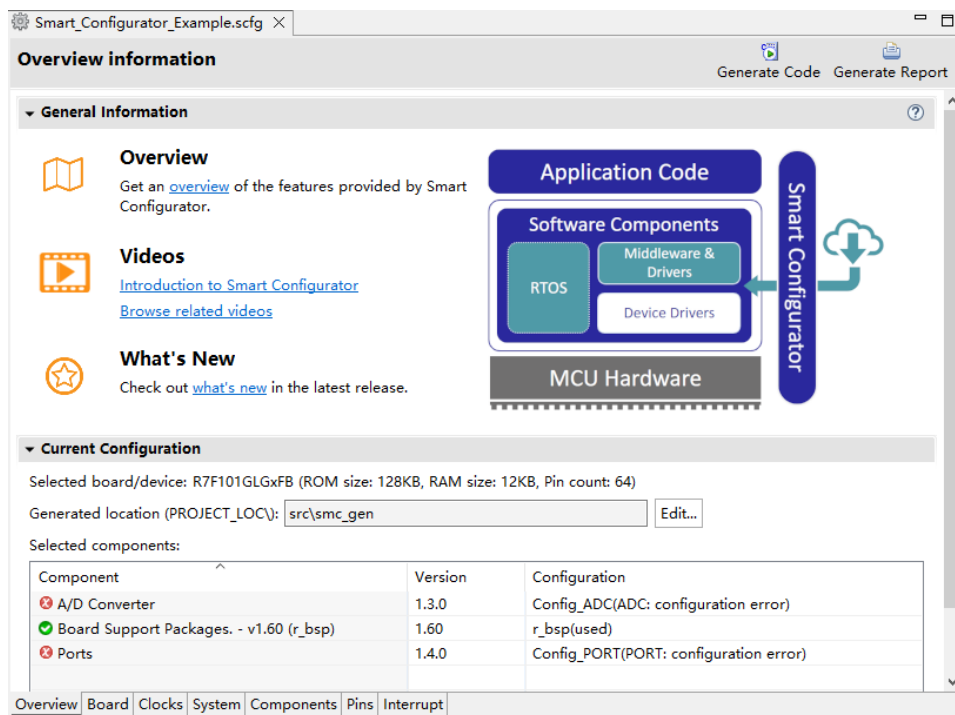 Smart_Configurator_Example.scfg
Overview information
Generate Code
Generate Report
General Information
Overview
Get an overview of the features provided by Smart
Configurator.
Videos
Introduction to Smart Configurator
Browse related videos
What's New
Check out what's new in the latest release.
Application Code
Software Components
RTOS
Middleware &
Drivers
Device Drivers
MCU Hardware
Smart Configurator
Current Configuration
Selected board/device: R7F101GLGxFB (ROM size: 128KB, RAM size: 12KB, Pin count: 64)
Generated location (PROJECT_LOC\): src\smc_gen Edit...
Selected components:
Component Version Configuration
A/D Converter 1.3.0 Config_ADC(ADC: configuration error)
Board Support Packages. - v1.60 (r_bsp) 1.60 r_bsp(used)
Ports 1.4.0 Config_PORT(PORT: configuration error)
Overview Board Clocks System Components Pins Interrupt